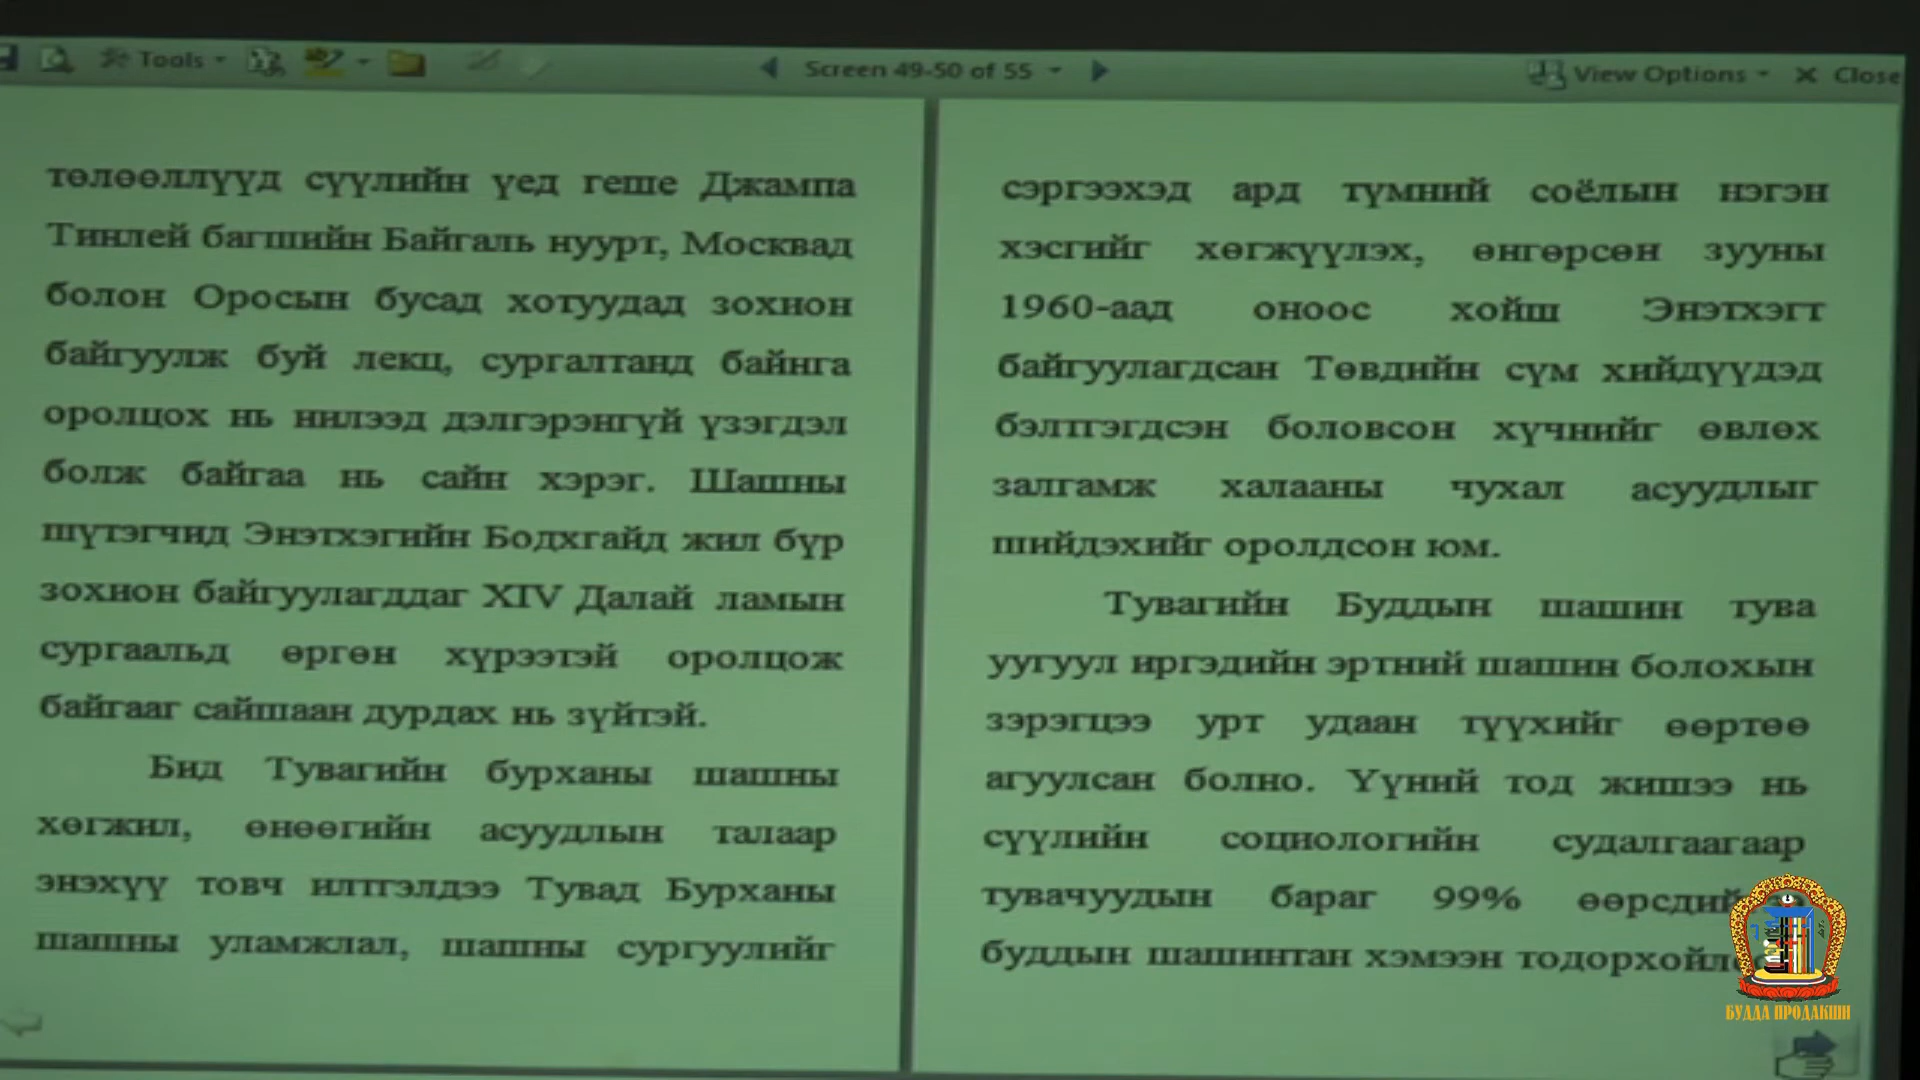 Tools
Screen 49-50 of 55
View Options
Close
төлөөллүүд сүүлийн үед геше Джампа
Тинлей багшийн Байгаль нуурт, Москвад
болон Оросын бусад хотуудад зохион
байгуулж буй лекц, сургалтанд байнга
оролцох нь нилээд дэлгэрэнгүй үзэгдэл
болж байгаа нь сайн хэрэг. Шашны
шүтэгчид Энэтхэгийн Бодхгайд жил бүр
зохион байгуулагддаг XIV Далай ламын
сургаальд өргөн хүрээтэй оролцож
байгааг сайшаан дурдах нь зүйтэй.
Бид Тувагийн бурханы шашны
хөгжил, өнөөгийн асуудлын талаар
энэхүү товч илтгэлдээ Тувад Бурханы
шашны уламжлал, шашны сургуулийг
сэргээхэд ард түмний соёлын нэгэн
хэсгийг хөгжүүлэх, өнгөрсөн зууны
1960-аад оноос хойш Энэтхэгт
байгуулагдсан Төвдийн сүм хийдүүдэд
бэлтгэгдсэн боловсон хүчнийг өвлөх
залгамж халааны чухал асуудлыг
шийдэхийг оролдсон юм.
Тувагийн Буддын шашин тува
уугуул иргэдийн эртний шашин болохын
зэрэгцээ урт удаан түүхийг өөртөө
агуулсан болно. Үүний тод жишээ нь
сүүлийн социологийн судалгаагаар
тувачуудын бараг 99%
буддын шашинтан хэмээн
БУДДА ПРОДАКШН